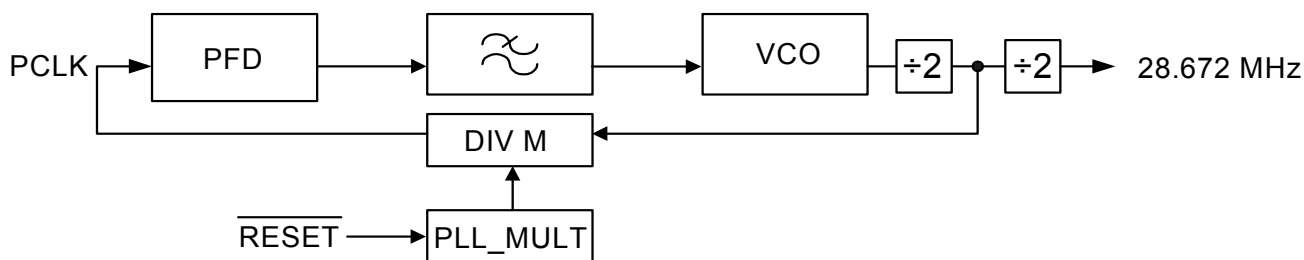 PCLK
PFD
VCO
÷2
÷2
28.672 MHz
DIV M
RESET
PLL_MULT